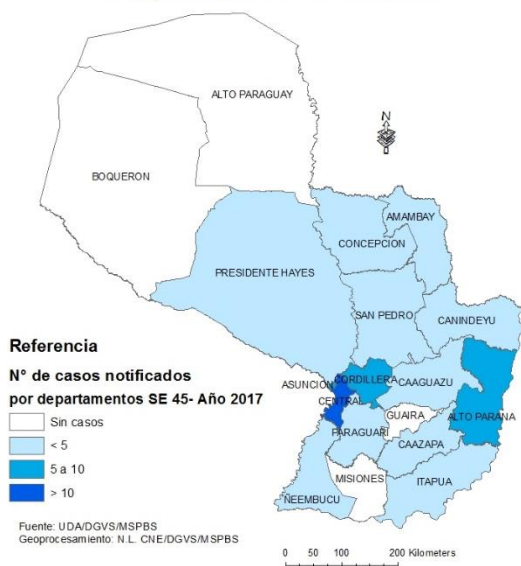 N
ALTO PARAGUAY
BOQUERON
AMAMBAY
CONCEPCION
PRESIDENTE HAYES
SAN PEDRO
CANINDEYU
ASUNCION
CORDILLERA
CAAGUAZU
CENTRAL
GUAIRA
ALTO PARANA
PARAGUARI
CAAZAPA
MISIONES
ITAPUA
ÑEEMBUCU
Referencia
N° de casos notificados
por departamentos SE 45- Año 2017
Sin casos
< 5
5 a 10
> 10
Fuente: UDA/DGVS/MSPBS
Geoprocesamiento: N.L. CNE/DGVS/MSPBS
0 50 100 200 Kilometers